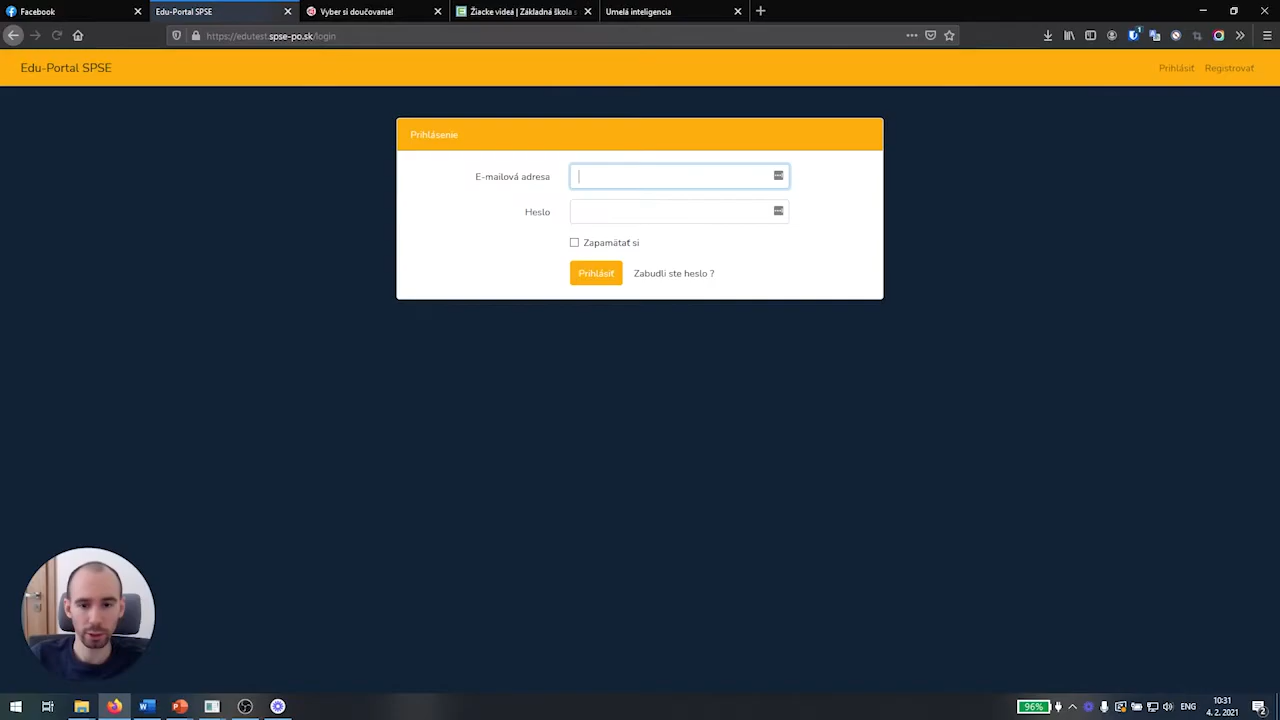 Facebook
Edu-Portal SPSE
Vyber si doučovanie!
Žiacke videá | Základná škola s
Umelá inteligencia
https://edutest.spse-po.sk/login
Edu-Portal SPSE
Prihlásiť
Registrovať
Prihlásenie
E-mailová adresa
Heslo
Zapamätať si
Prihlásiť
Zabudli ste heslo ?
96%
ENG
10:31
4. 2. 2021
2